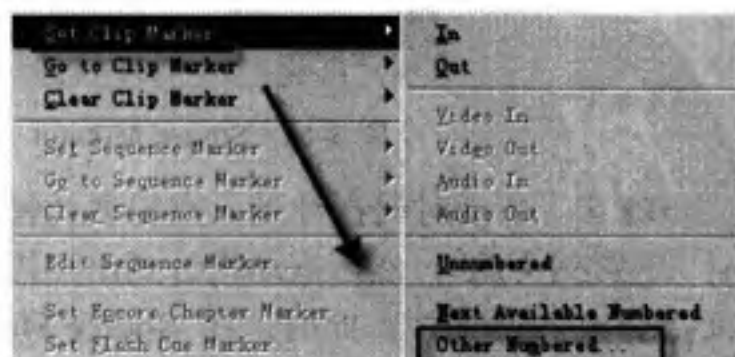 Set Clip Marker
Go to Clip Marker
Clear Clip Marker
Set Sequence Marker
Go to Sequence Marker
Clear Sequence Marker
Edit Sequence Marker...
Set Encore Chapter Marker...
Set Flash Cue Marker
In
Out
Video In
Video Out
Audio In
Audio Out
Unnumbered
Next Available Numbered
Other Numbered...